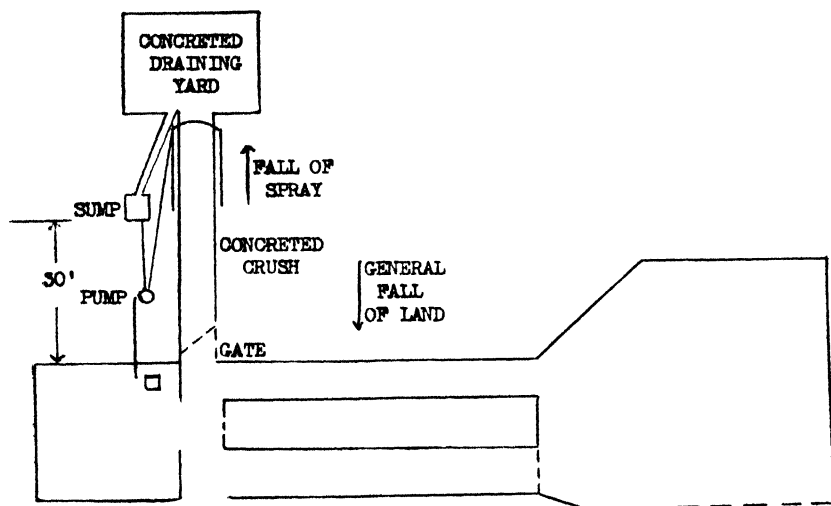 CONCRETED
DRAINING
YARD
FALL OF
SPRAY
SUMP
CONCRETED
CRUSH
30'
GENERAL
FALL
OF LAND
PUMP
GATE